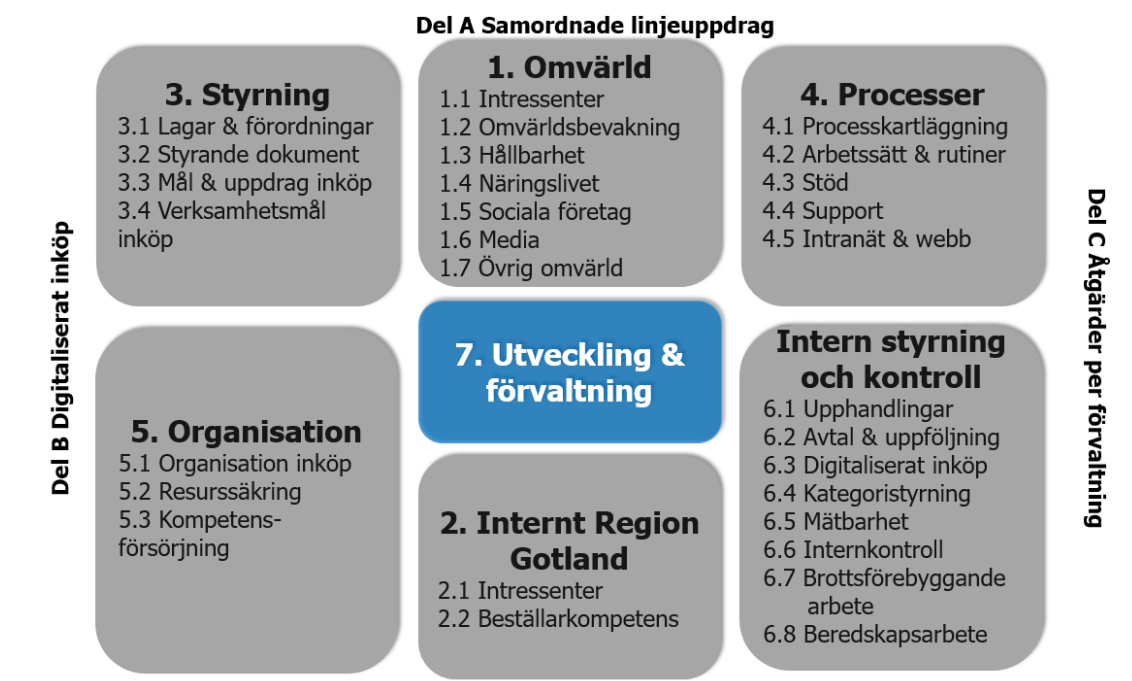 Del A Samordnade linjeuppdrag
3. Styrning
3.1 Lagar & förordningar
3.2 Styrande dokument
3.3 Mål & uppdrag inköp
3.4 Verksamhetsmål
inköp
1. Omvärld
1.1 Intressenter
1.2 Omvärldsbevakning
1.3 Hållbarhet
1.4 Näringslivet
1.5 Sociala företag
1.6 Media
1.7 Övrig omvärld
4. Processer
4.1 Processkartläggning
4.2 Arbetssätt & rutiner
4.3 Stöd
4.4 Support
4.5 Intranät & webb
Del B Digitaliserat inköp
7. Utveckling &
förvaltning
Del C Åtgärder per förvaltning
5. Organisation
5.1 Organisation inköp
5.2 Resurssäkring
5.3 Kompetens-
försörjning
2. Internt Region
Gotland
2.1 Intressenter
2.2 Beställarkompetens
Intern styrning
och kontroll
6.1 Upphandlingar
6.2 Avtal & uppföljning
6.3 Digitaliserat inköp
6.4 Kategoristyrning
6.5 Mätbarhet
6.6 Internkontroll
6.7 Brottsförebyggande
arbete
6.8 Beredskapsarbete